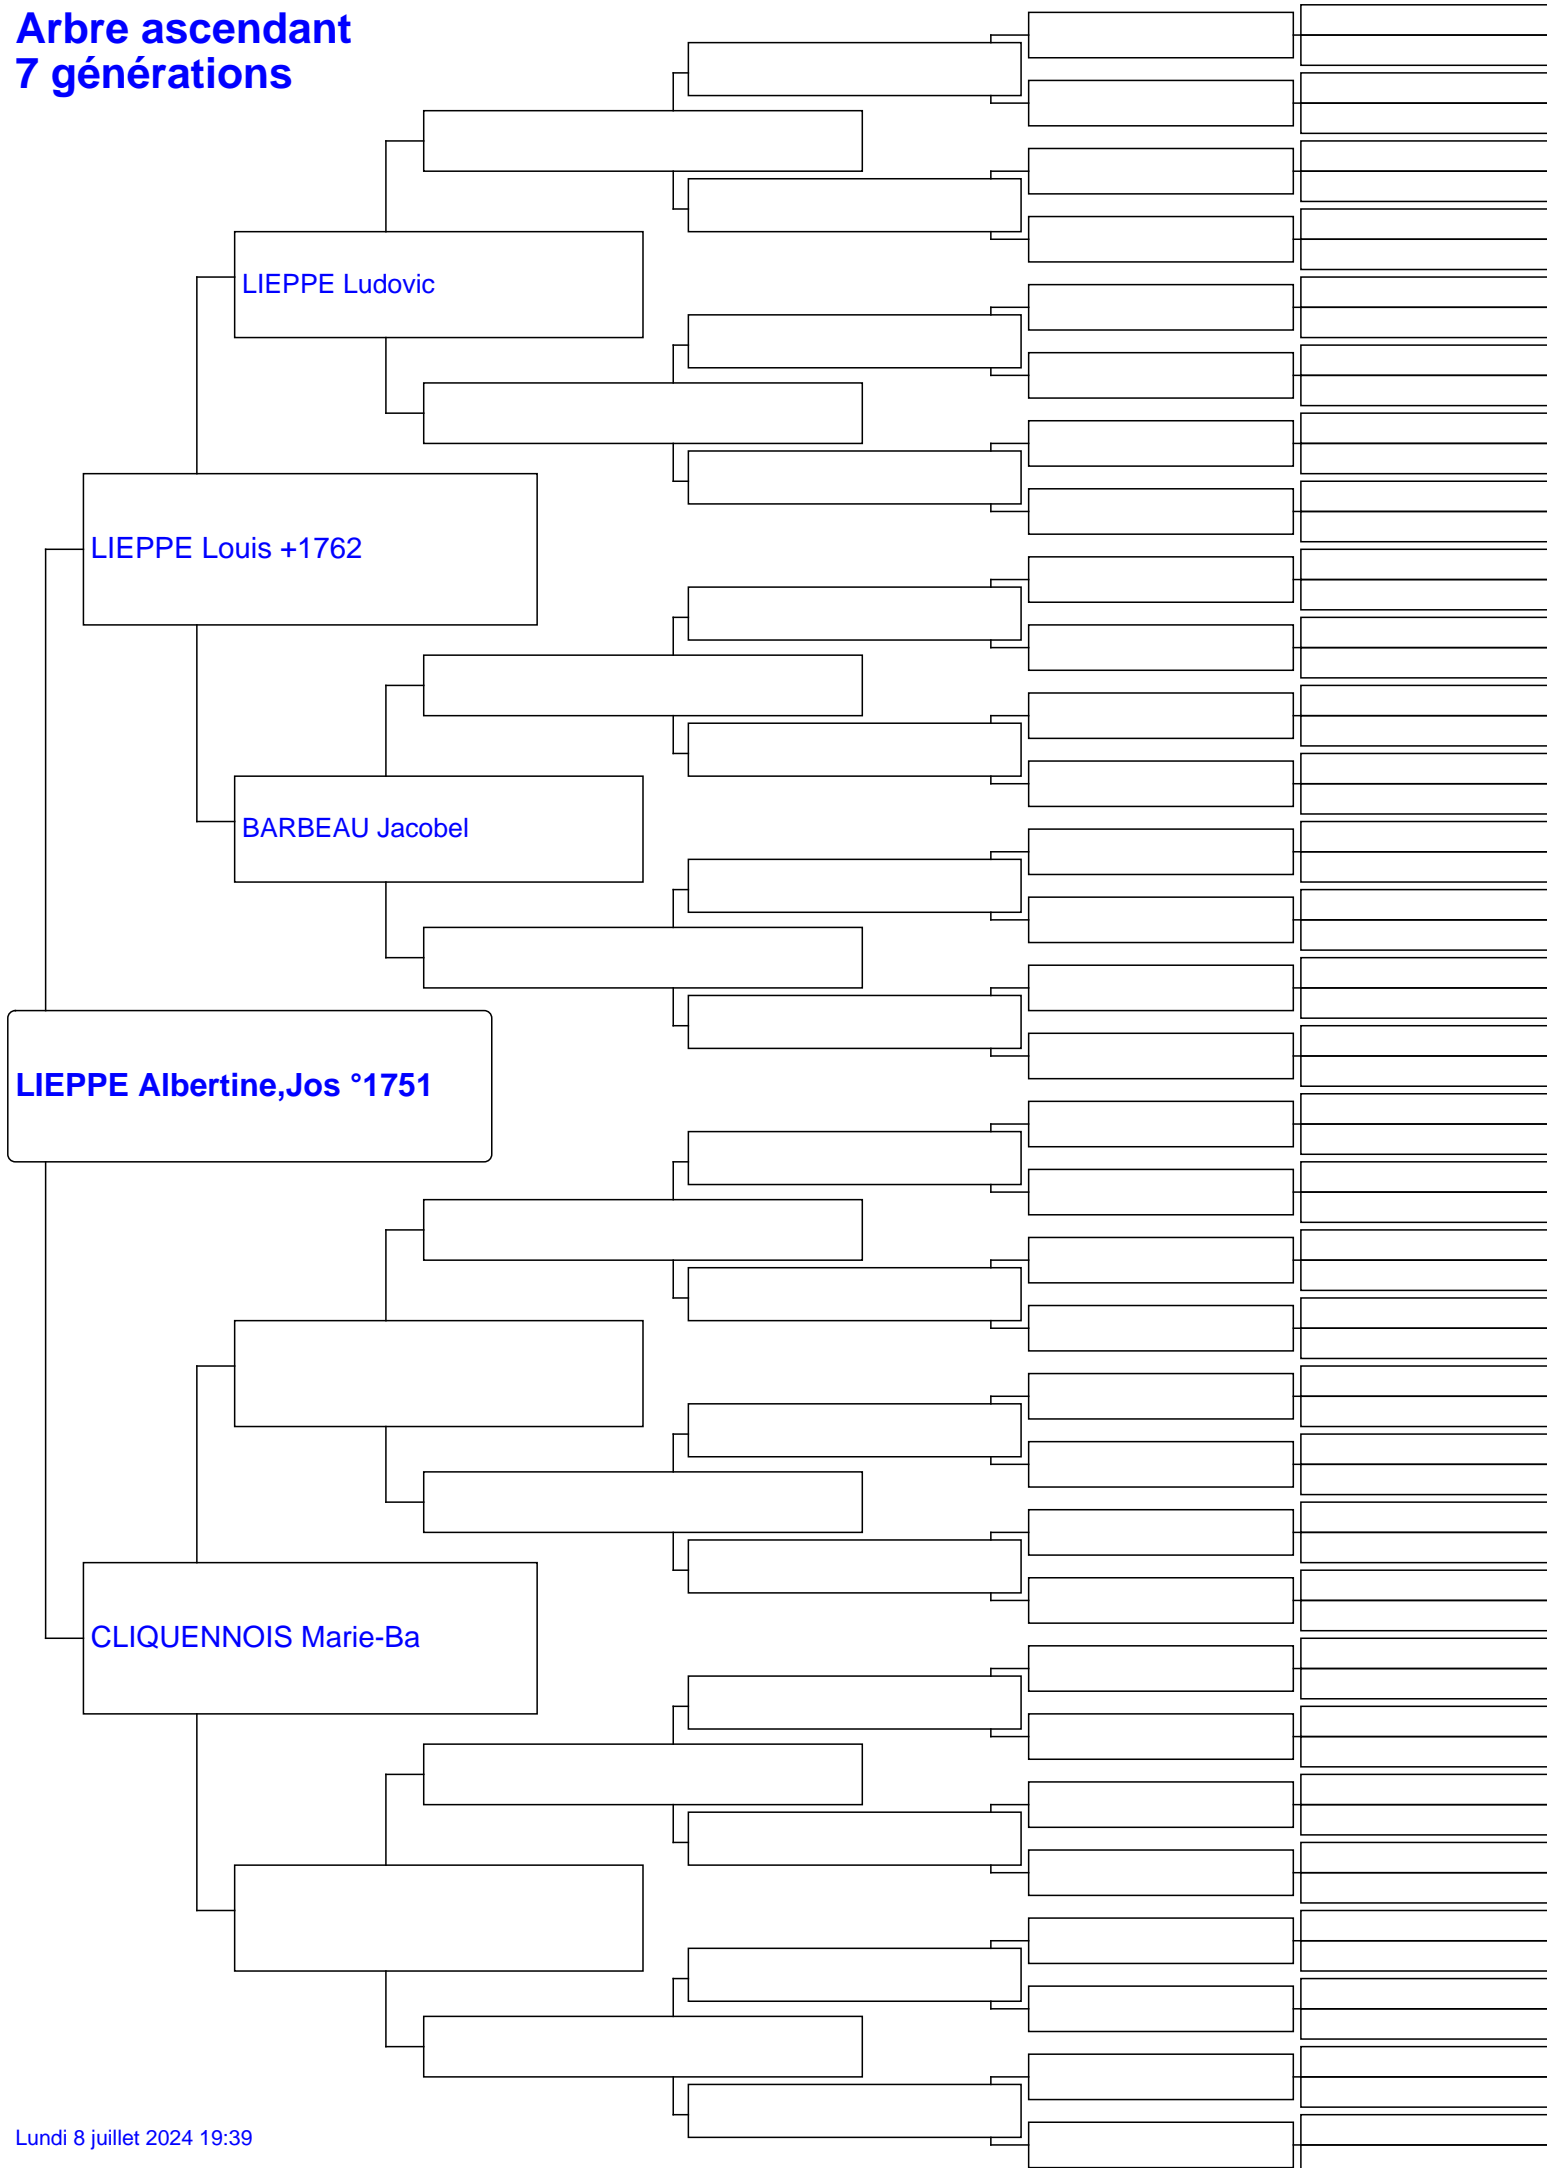 Arbre ascendant
7 générations
LIEPPE Ludovic
LIEPPE Louis +1762
BARBEAU Jacobel
LIEPPE Albertine,Jos °1751
CLIQUENNOIS Marie-Ba
Lundi 8 juillet 2024 19:39